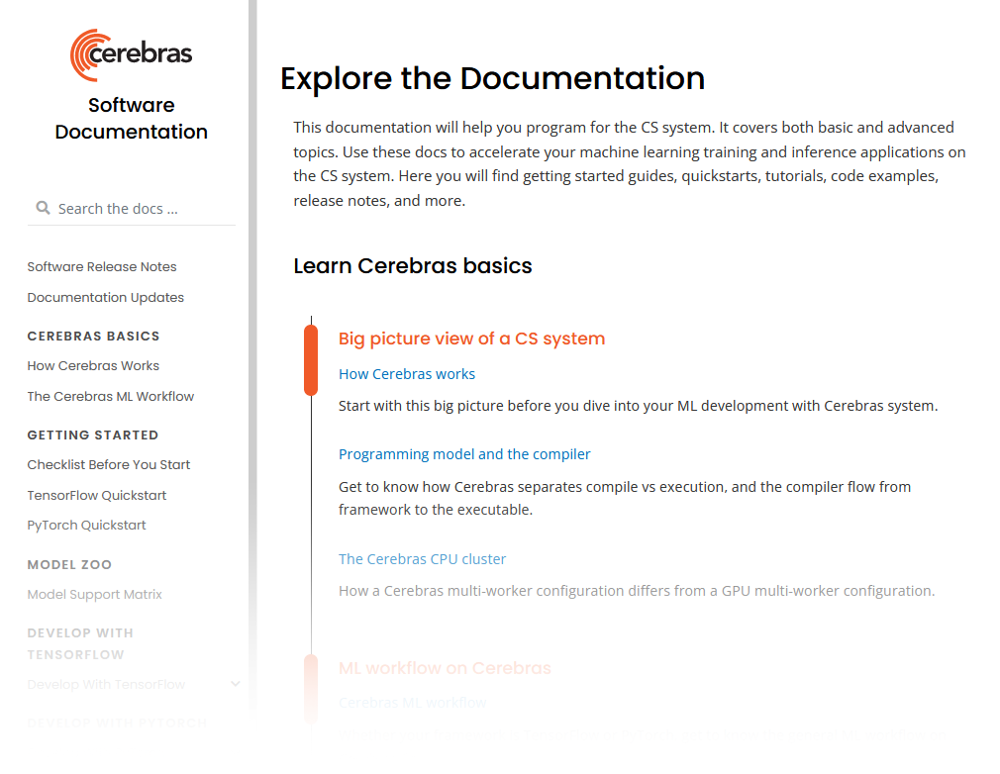 cerebras
Software
Documentation
Search the docs ...
Software Release Notes
Documentation Updates
CEREBRAS BASICS
How Cerebras Works
The Cerebras ML Workflow
GETTING STARTED
Checklist Before You Start
TensorFlow Quickstart
PyTorch Quickstart
MODEL ZOO
Model Support Matrix
DEVELOP WITH
TENSORFLOW
Develop With TensorFlow
DEVELOP WITH PYTORCH
Explore the Documentation
This documentation will help you program for the CS system. It covers both basic and advanced
topics. Use these docs to accelerate your machine learning training and inference applications on
the CS system. Here you will find getting started guides, quickstarts, tutorials, code examples,
release notes, and more.
Learn Cerebras basics
Big picture view of a CS system
How Cerebras works
Start with this big picture before you dive into your ML development with Cerebras system.
Programming model and the compiler
Get to know how Cerebras separates compile vs execution, and the compiler flow from
framework to the executable.
The Cerebras CPU cluster
How a Cerebras multi-worker configuration differs from a GPU multi-worker configuration.
ML workflow on Cerebras
Cerebras ML workflow